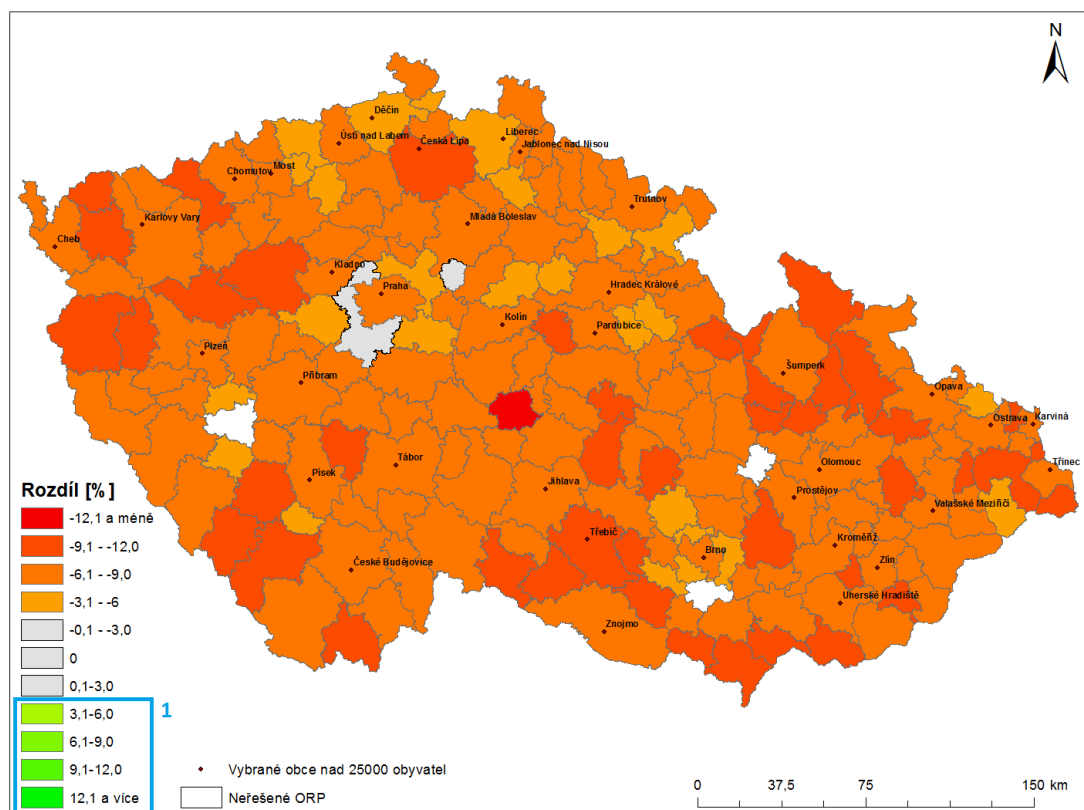 N
Děčín
Ústí nad Labem
Liberec
Česká Lípa
Jablonec nad Nisou
Most
Chomutov
Trutnov
Karlovy Vary
Mladá Boleslav
Cheb
Kladno
Praha
Hradec Králové
Kolín
Pardubice
Plzeň
Šumperk
Příbram
Opava
Ostrava
Karviná
Tábor
Písek
Olomouc
Třinec
Jihlava
Prostějov
Valašské Meziříčí
Třebíč
Kroměříž
Brno
Zlín
České Budějovice
Uherské Hradiště
Znojmo
Rozdíl [%]
-12,1 a méně
-9,1 - -12,0
-6,1 - -9,0
-3,1 - -6
-0,1 - -3,0
0
0,1-3,0
3,1-6,0
6,1-9,0
9,1-12,0
12,1 a více
1
Vybrané obce nad 25000 obyvatel
Neřešené ORP
0 37,5 75 150 km